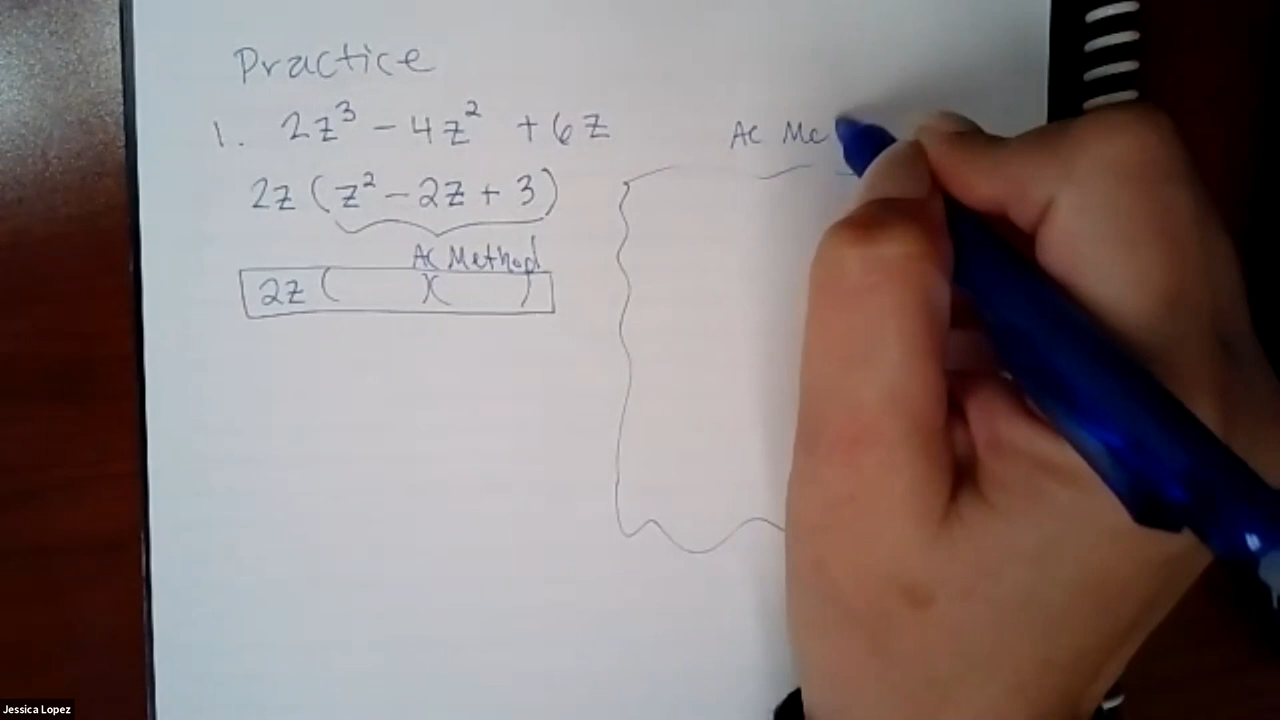 Practice
1. 2z³ - 4z² + 6z
2z (z² - 2z + 3)
AC Method
2z (      )(      )
AC Me
Jessica Lopez